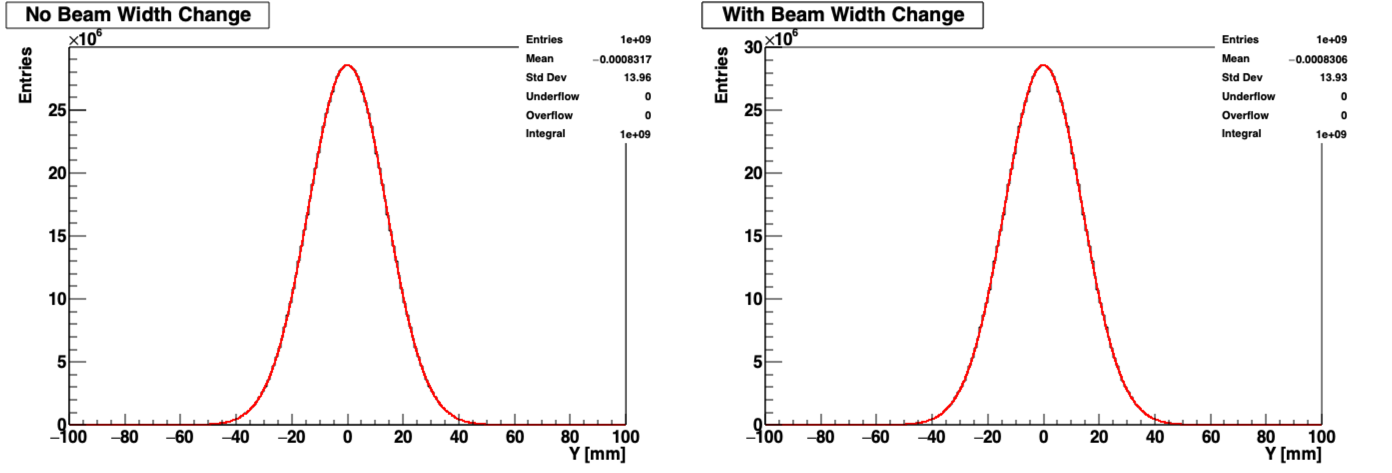 No Beam Width Change
×10⁶
Entries
25
20
15
10
5
0
−100 −80 −60 −40 −20 0 20 40 60 80 100
Y [mm]
Entries 1e+09
Mean −0.0008317
Std Dev 13.96
Underflow 0
Overflow 0
Integral 1e+09
With Beam Width Change
×10⁶
Entries
30
25
20
15
10
5
0
−100 −80 −60 −40 −20 0 20 40 60 80 100
Y [mm]
Entries 1e+09
Mean −0.0008306
Std Dev 13.93
Underflow 0
Overflow 0
Integral 1e+09